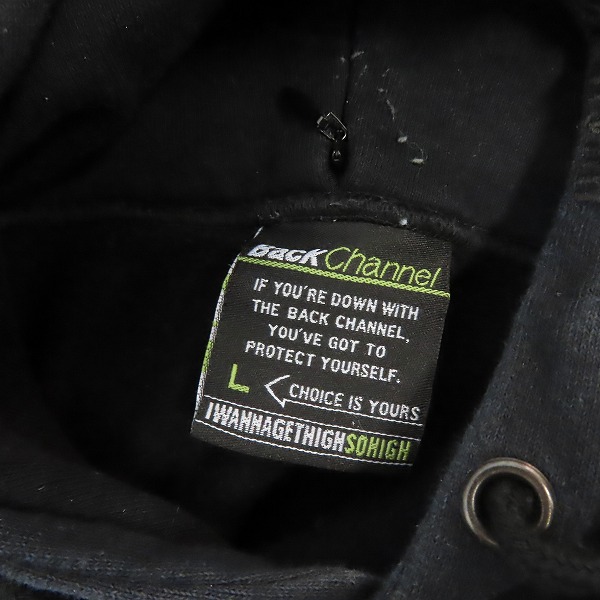 Back Channel
IF YOU'RE DOWN WITH
THE BACK CHANNEL,
YOU'VE GOT TO
PROTECT YOURSELF.
L < CHOICE IS YOURS
IWANNAGETHIGHSOHIGH